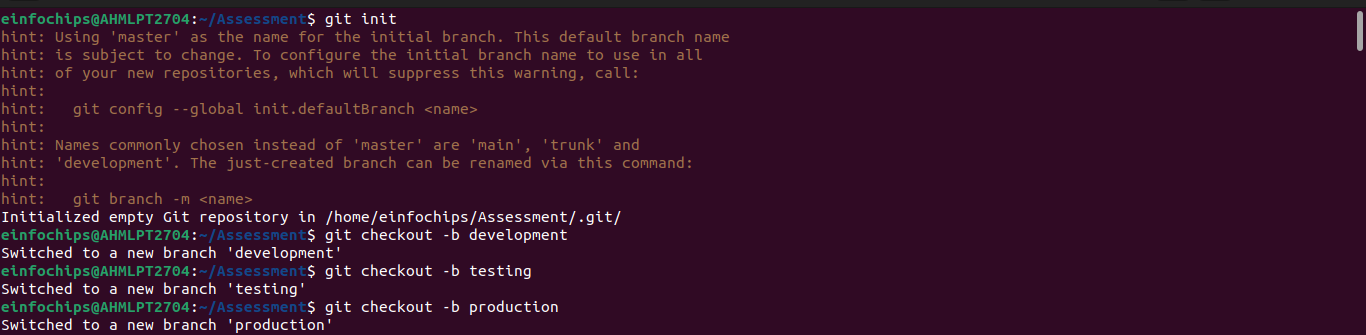 einfochips@AHMLPT2704:~/Assessment$ git init
hint: Using 'master' as the name for the initial branch. This default branch name
hint: is subject to change. To configure the initial branch name to use in all
hint: of your new repositories, which will suppress this warning, call:
hint:
hint:   git config --global init.defaultBranch <name>
hint:
hint: Names commonly chosen instead of 'master' are 'main', 'trunk' and
hint: 'development'. The just-created branch can be renamed via this command:
hint:
hint:   git branch -m <name>
Initialized empty Git repository in /home/einfochips/Assessment/.git/
einfochips@AHMLPT2704:~/Assessment$ git checkout -b development
Switched to a new branch 'development'
einfochips@AHMLPT2704:~/Assessment$ git checkout -b testing
Switched to a new branch 'testing'
einfochips@AHMLPT2704:~/Assessment$ git checkout -b production
Switched to a new branch 'production'